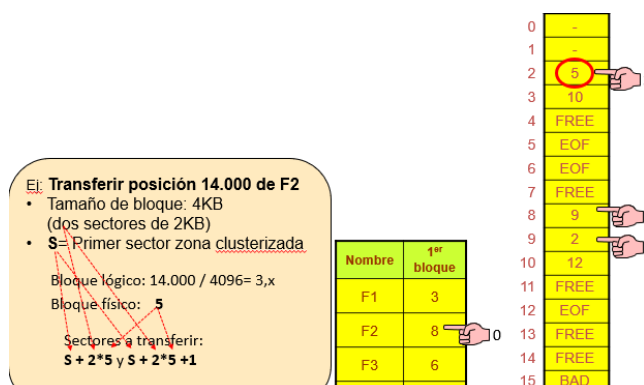 Ej: Transferir posición 14.000 de F2
• Tamaño de bloque: 4KB
(dos sectores de 2KB)
• S= Primer sector zona clusterizada
Bloque lógico: 14.000 / 4096= 3,x
Bloque físico: 5
Sectores a transferir:
S + 2*5 y S + 2*5 +1
Nombre 1er bloque
F1 3
F2 8 0
F3 6
0 -
1 -
2 5
3 10
4 FREE
5 EOF
6 EOF
7 FREE
8 9
9 2
10 12
11 FREE
12 EOF
13 FREE
14 FREE
15 BAD